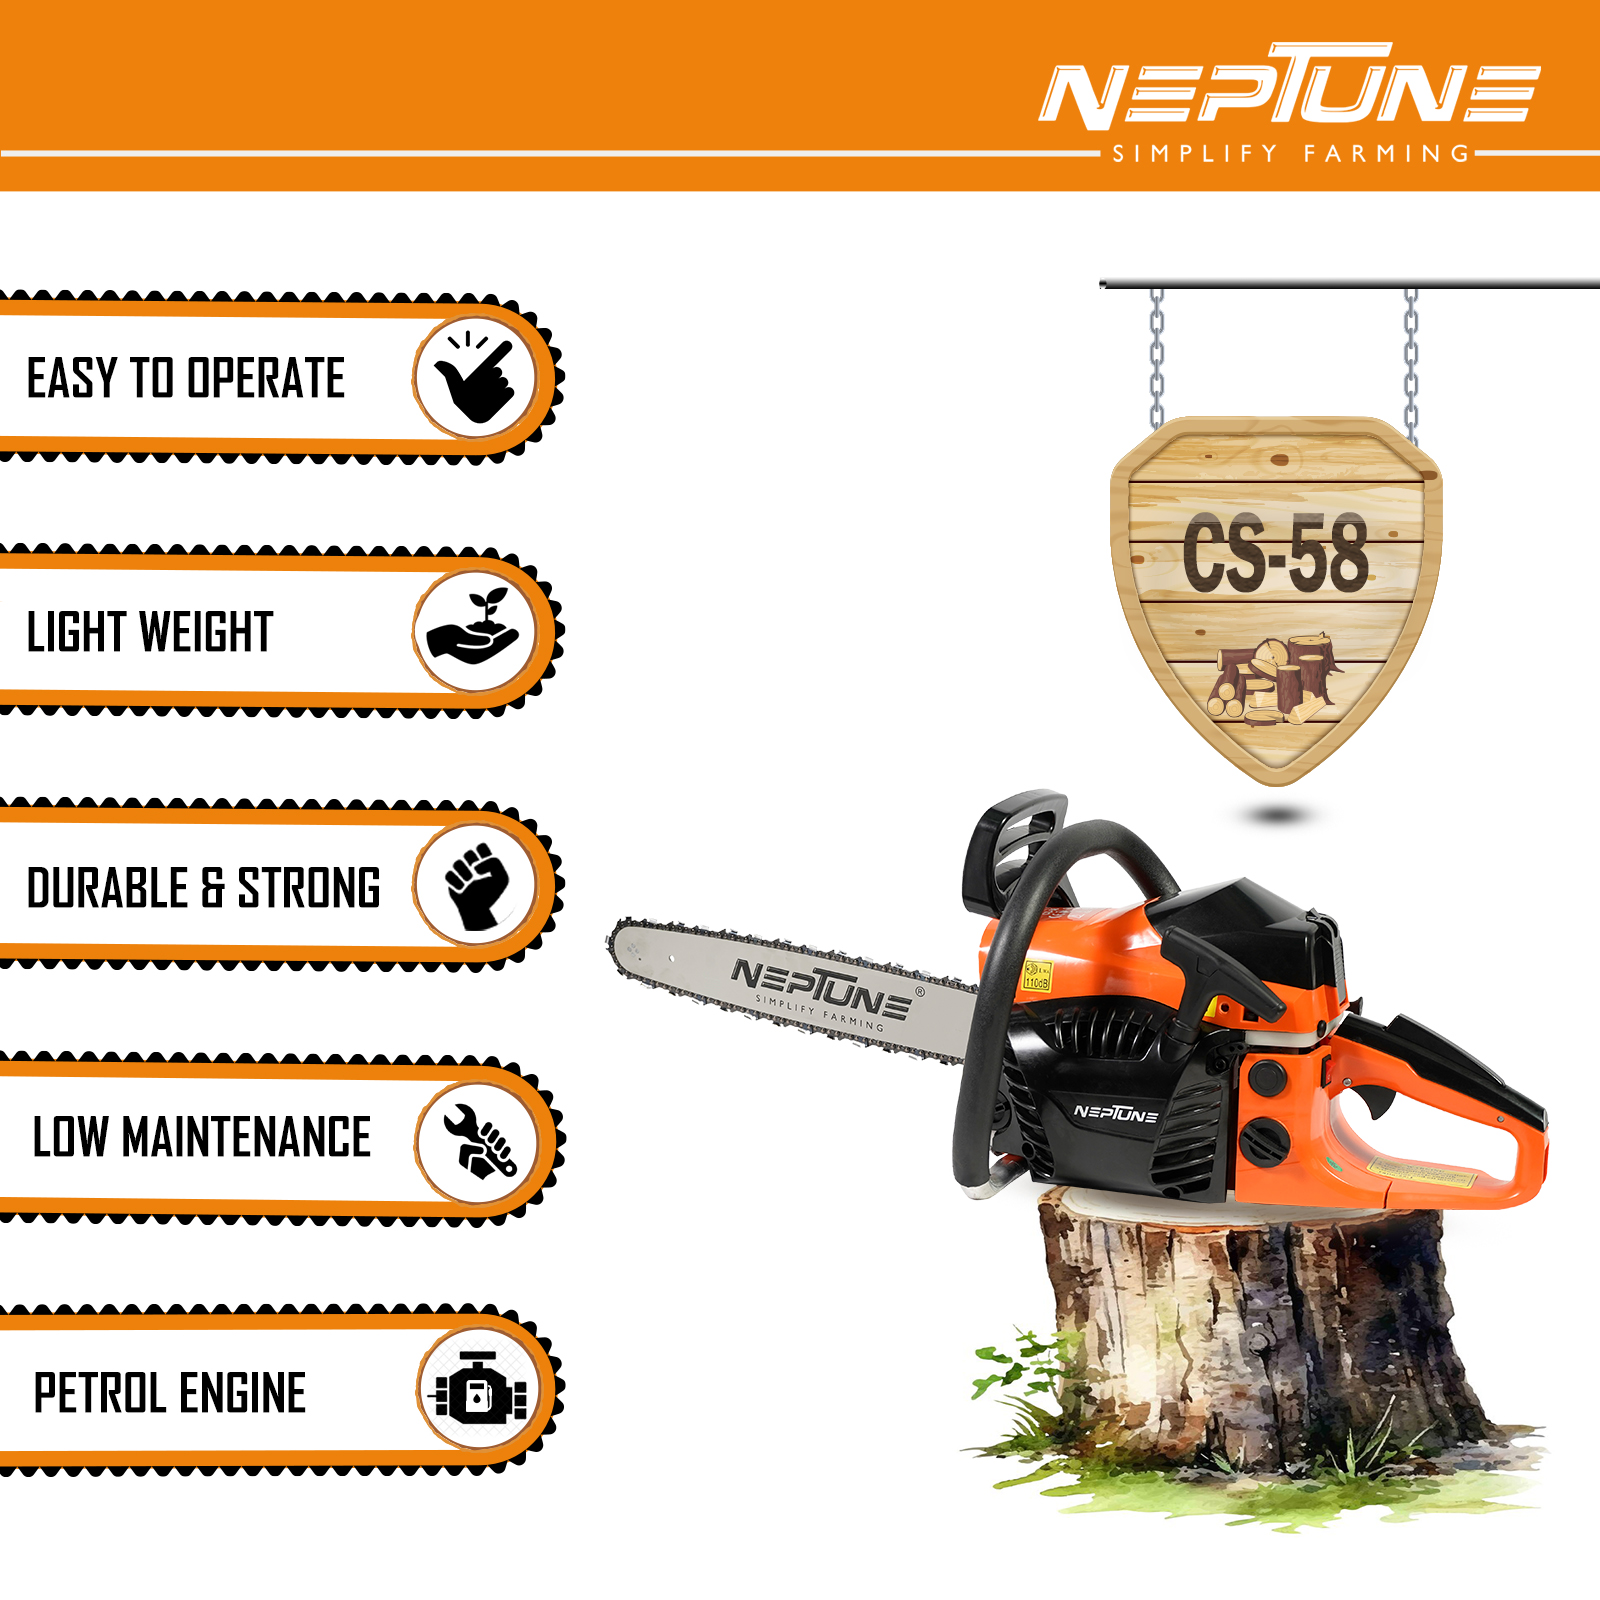 NEPTUNE
SIMPLIFY FARMING
EASY TO OPERATE
LIGHT WEIGHT
DURABLE & STRONG
LOW MAINTENANCE
PETROL ENGINE
CS-58
NEPTUNE ®
SIMPLIFY FARMING
110dB
NEPTUNE